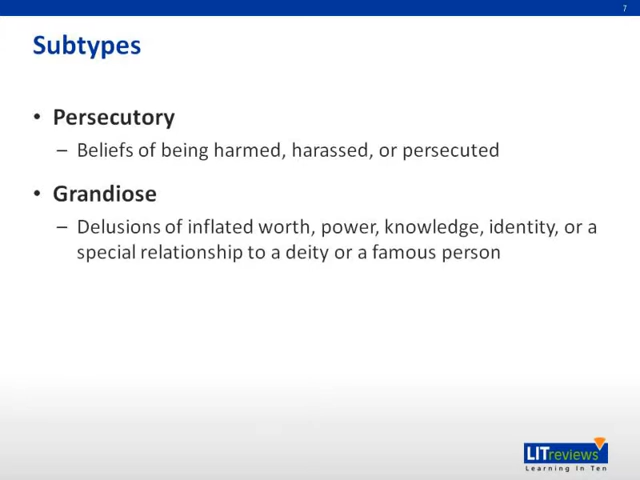 7
Subtypes
• Persecutory
– Beliefs of being harmed, harassed, or persecuted
• Grandiose
– Delusions of inflated worth, power, knowledge, identity, or a
special relationship to a deity or a famous person
LITreviews
Learning In Ten